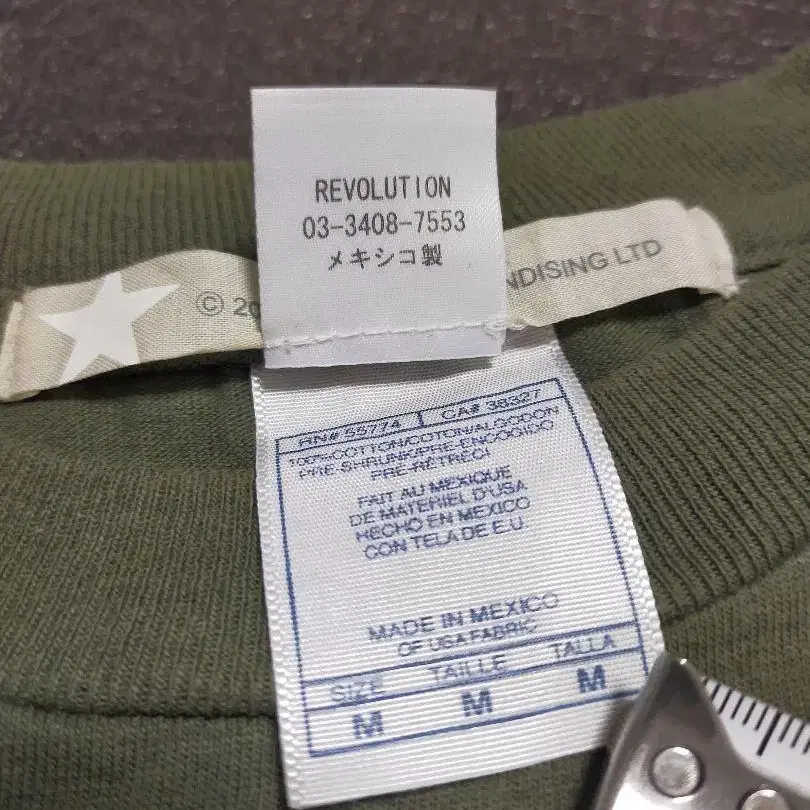 REVOLUTION
03-3408-7553
メキシコ製
© 20
NDISING LTD
RN# 55774 CA# 38327
100%COTTON/COTON/ALGODON
PRE-SHRUNK/PRE-ENCOGIDO
PRE-RETRECI
FAIT AU MEXIQUE
DE MATERIEL D'USA
HECHO EN MEXICO
CON TELA DE E.U.
MADE IN MEXICO
OF USA FABRIC
SIZE TAILLE TALLA
M M M